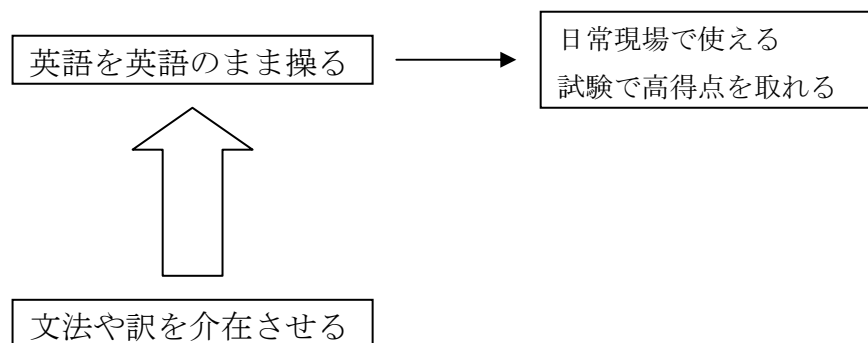 英語を英語のまま操る
日常現場で使える
試験で高得点を取れる
文法や訳を介在させる